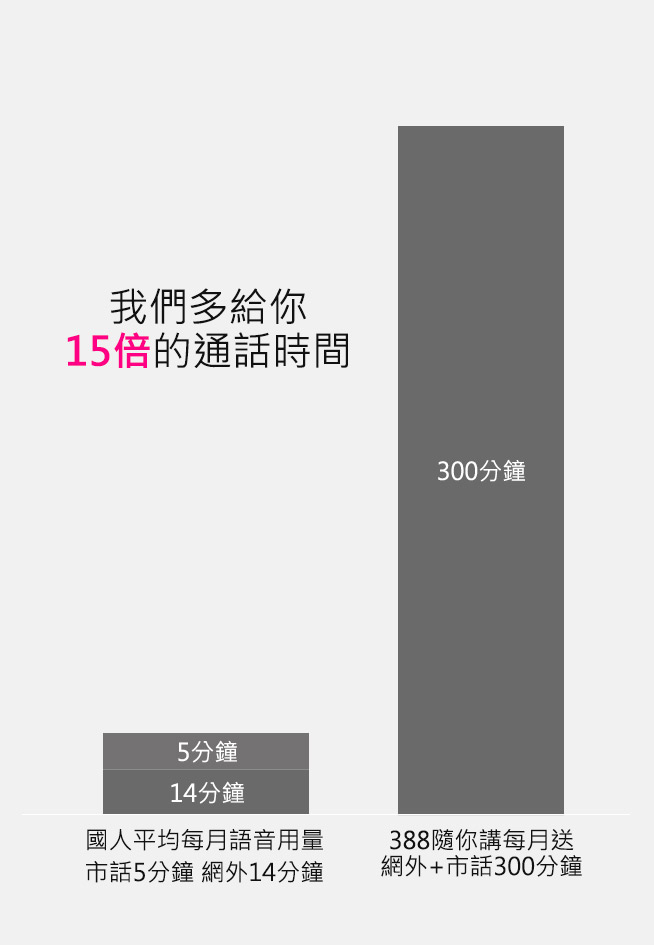 我們多給你
15倍的通話時間
300分鐘
5分鐘
14分鐘
國人平均每月語音用量
市話5分鐘 網外14分鐘
388隨你講每月送
網外+市話300分鐘